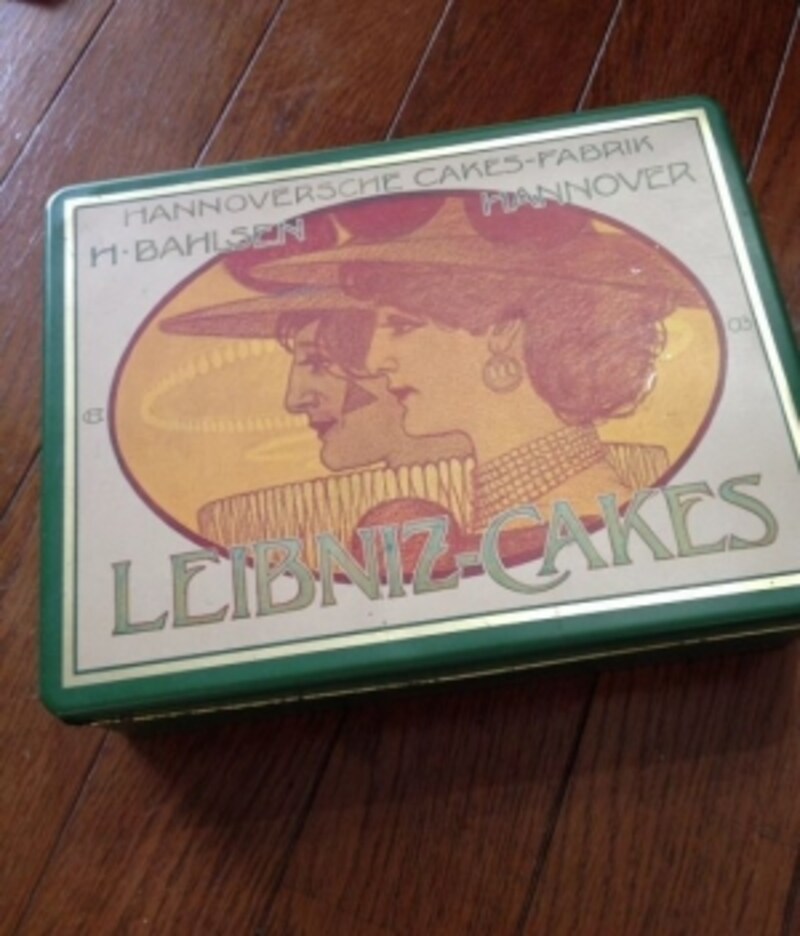 HANNOVERSCHE CAKES-FABRIK
H·BAHLSEN HANNOVER
LEIBNIZ-CAKES